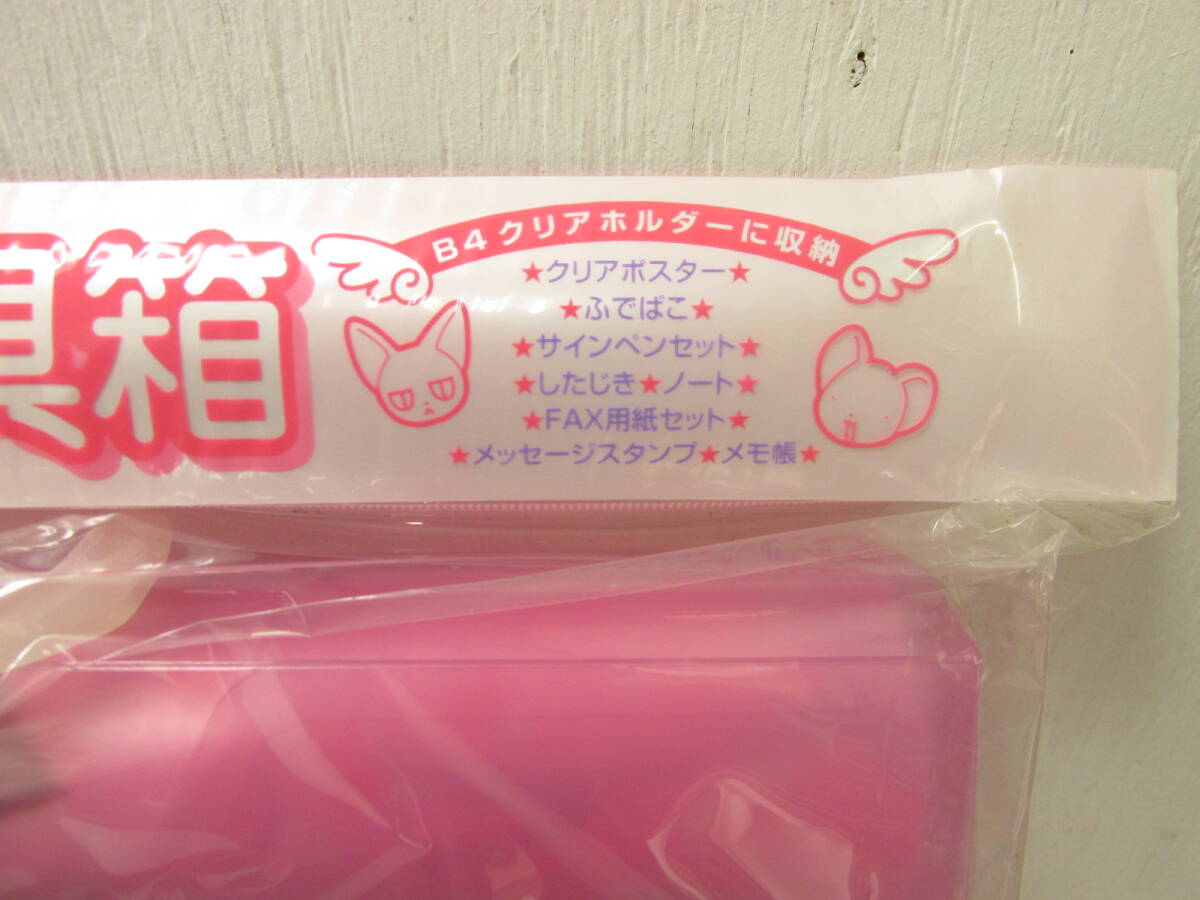 具箱
B4クリアホルダーに収納
★クリアポスター★
★ふでばこ★
★サインペンセット★
★したじき★ノート★
★FAX用紙セット★
★メッセージスタンプ★メモ帳★